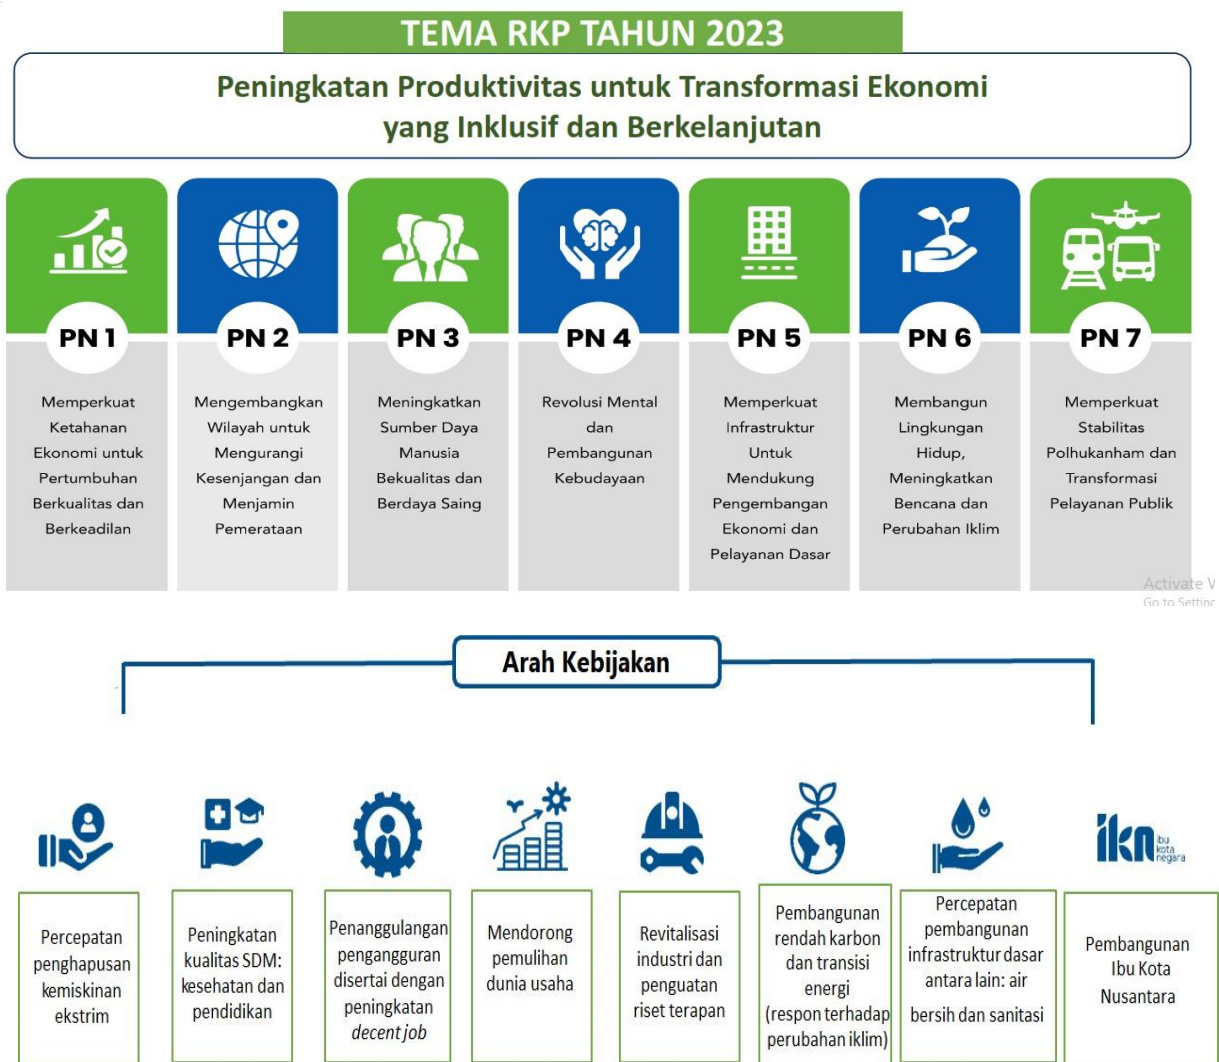 TEMA RKP TAHUN 2023
Peningkatan Produktivitas untuk Transformasi Ekonomi
yang Inklusif dan Berkelanjutan
PN 1
Memperkuat
Ketahanan
Ekonomi untuk
Pertumbuhan
Berkualitas dan
Berkeadilan
PN 2
Mengembangkan
Wilayah untuk
Mengurangi
Kesenjangan dan
Menjamin
Pemerataan
PN 3
Meningkatkan
Sumber Daya
Manusia
Bekualitas dan
Berdaya Saing
PN 4
Revolusi Mental
dan
Pembangunan
Kebudayaan
PN 5
Memperkuat
Infrastruktur
Untuk
Mendukung
Pengembangan
Ekonomi dan
Pelayanan Dasar
PN 6
Membangun
Lingkungan
Hidup,
Meningkatkan
Bencana dan
Perubahan Iklim
PN 7
Memperkuat
Stabilitas
Polhukanham dan
Transformasi
Pelayanan Publik
Activate
Go to Setting
Arah Kebijakan
Percepatan
penghapusan
kemiskinan
ekstrim
Peningkatan
kualitas SDM:
kesehatan dan
pendidikan
Penanggulangan
pengangguran
disertai dengan
peningkatan
decent job
Mendorong
pemulihan
dunia usaha
Revitalisasi
industri dan
penguatan
riset terapan
Pembangunan
rendah karbon
dan transisi
energi
(respon terhadap
perubahan iklim)
Percepatan
pembangunan
infrastruktur dasar
antara lain: air
bersih dan sanitasi
ikn
ibu
kota
negara
Pembangunan
Ibu Kota
Nusantara